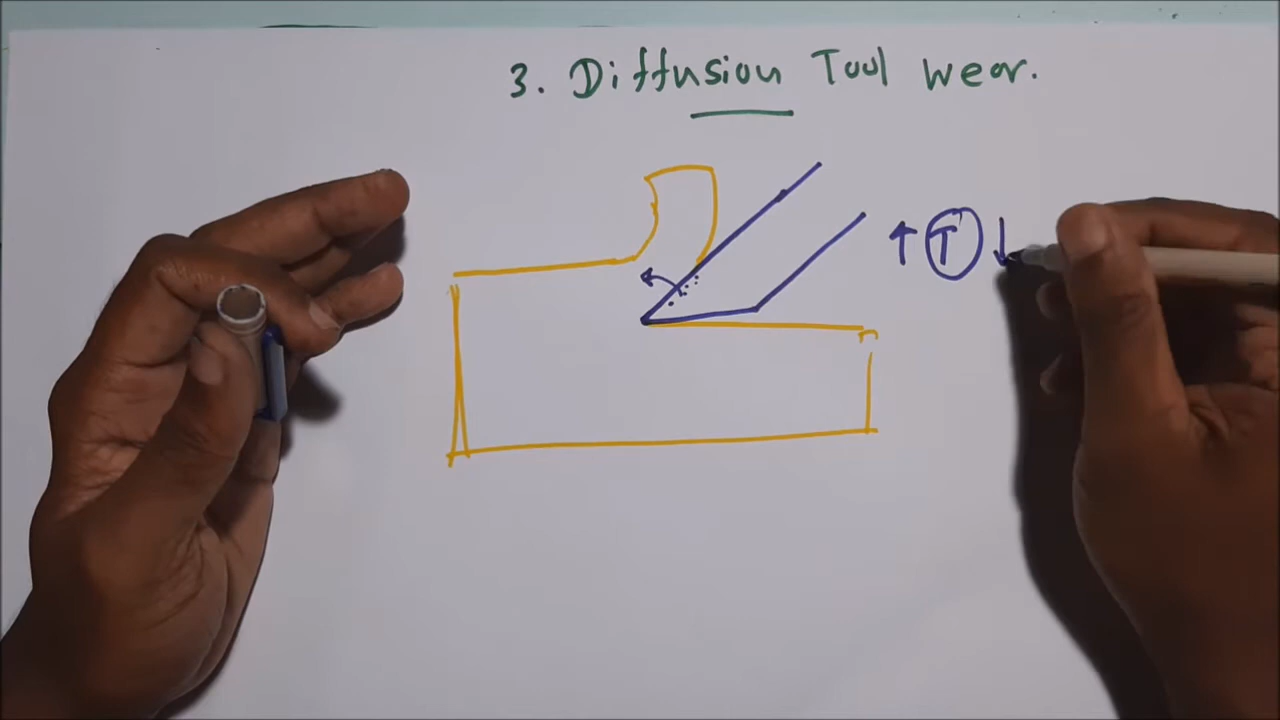 3. Diffusion Tool wear.
↑ T ↓